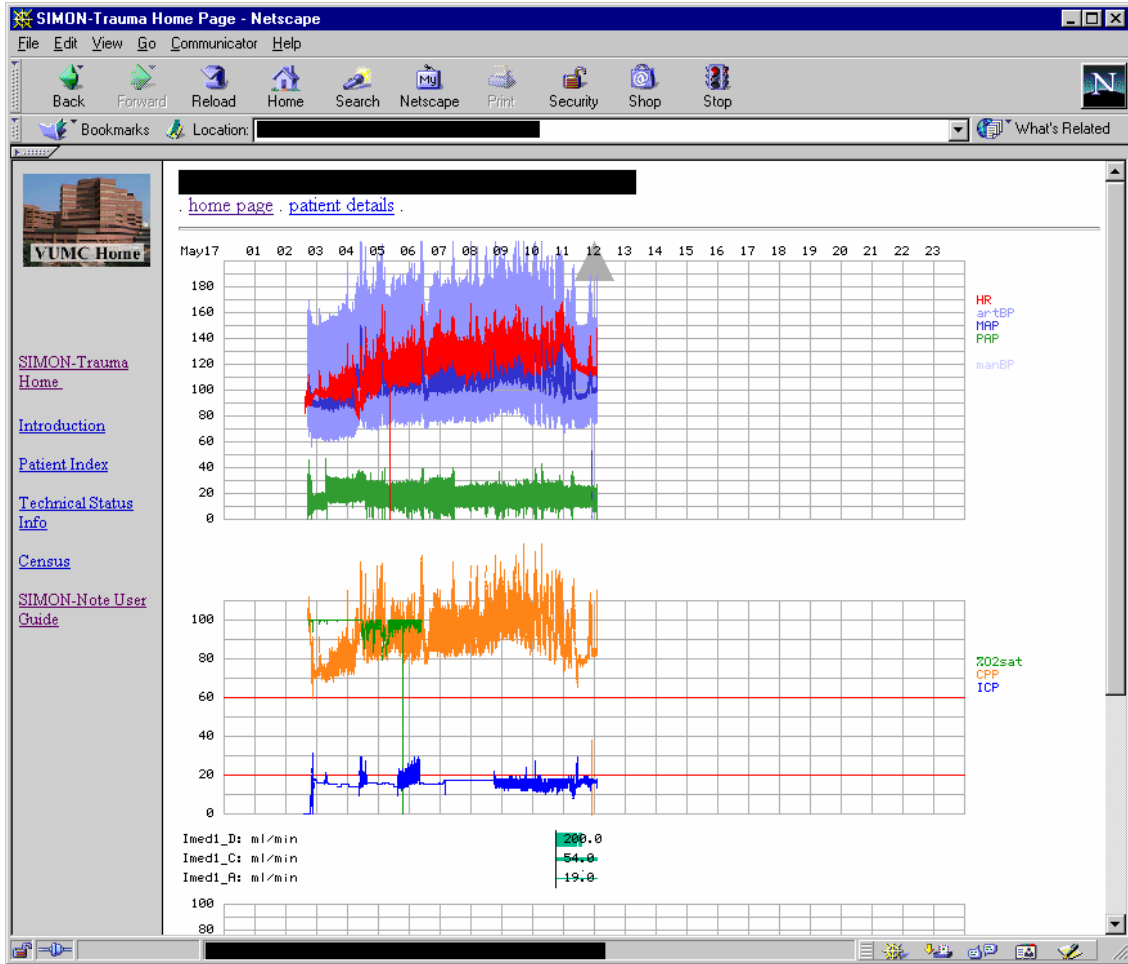 SIMON-Trauma Home Page - Netscape
File Edit View Go Communicator Help
Back Forward Reload Home Search My Netscape Print Security Shop Stop N
Bookmarks Location: What's Related
VUMC Home
. home page . patient details .
May17 01 02 03 04 05 06 07 08 09 10 11 12 13 14 15 16 17 18 19 20 21 22 23
180
160
140
120
100
80
60
40
20
0
HR
artBP
MAP
PAP
manBP
SIMON-Trauma
Home
Introduction
Patient Index
Technical Status
Info
Census
SIMON-Note User
Guide
100
80
60
40
20
0
%O2sat
CPP
ICP
Imed1_D: ml/min 200.0
Imed1_C: ml/min 54.0
Imed1_A: ml/min 19.0
100
80